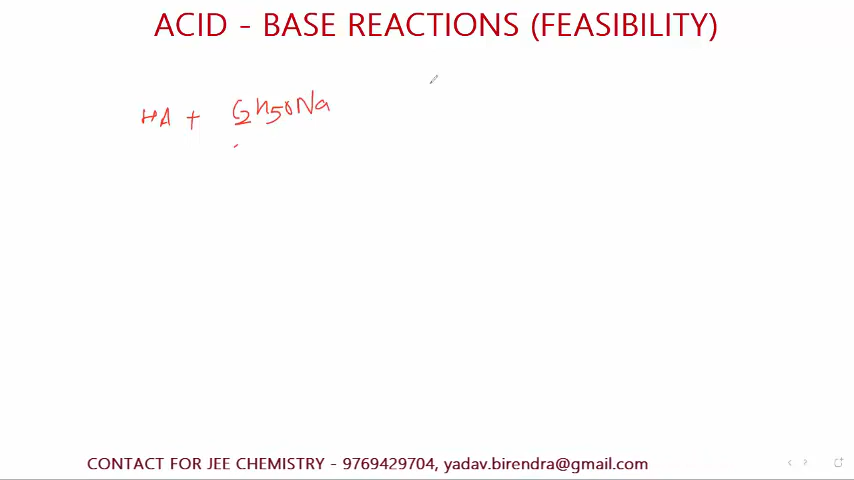 ACID - BASE REACTIONS (FEASIBILITY)
HA + C2H5ONa
CONTACT FOR JEE CHEMISTRY - 9769429704, yadav.birendra@gmail.com